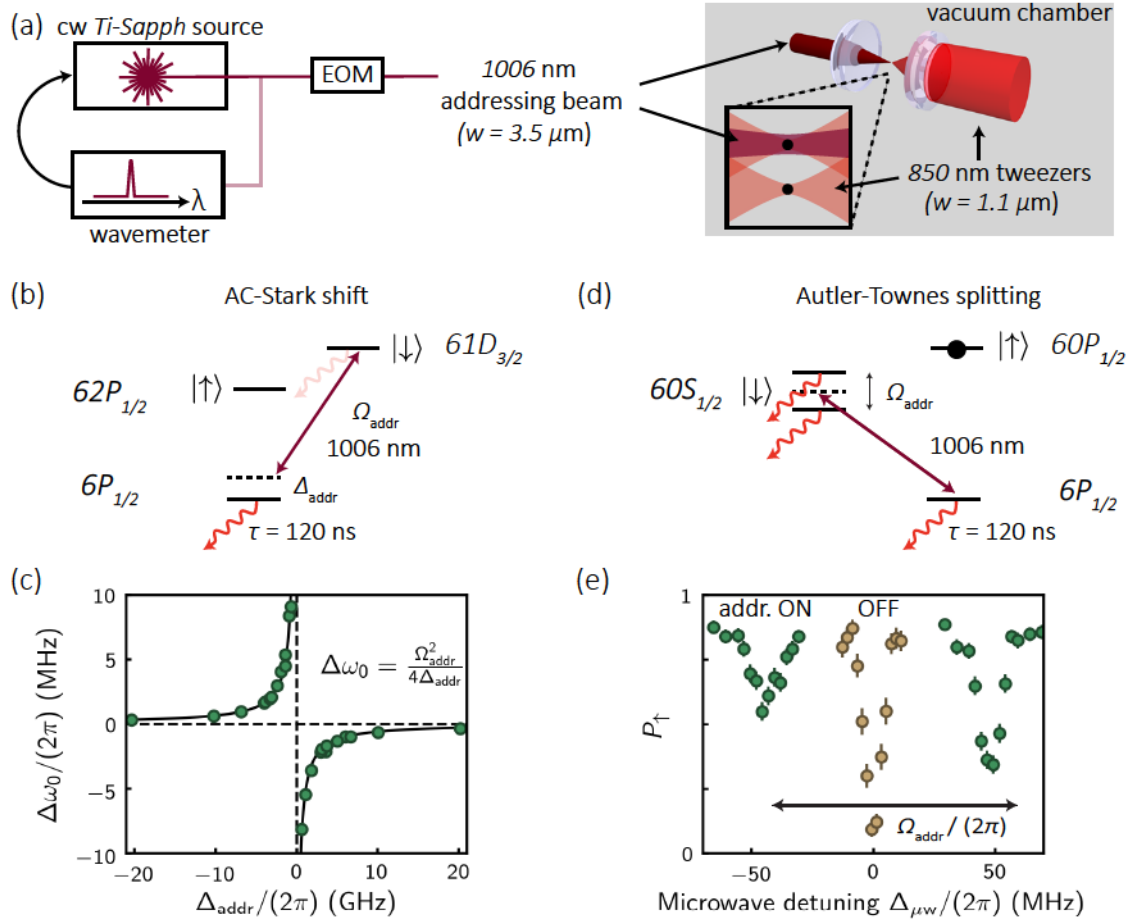 (a)
cw Ti-Sapph source
EOM
λ
wavemeter
1006 nm
addressing beam
(w = 3.5 μm)
vacuum chamber
850 nm tweezers
(w = 1.1 μm)
(b)
AC-Stark shift
|↓⟩ 61D3/2
62P1/2 |↑⟩
Ωaddr
1006 nm
6P1/2
Δaddr
τ = 120 ns
(d)
Autler-Townes splitting
|↑⟩ 60P1/2
60S1/2 |↓⟩
Ωaddr
1006 nm
6P1/2
τ = 120 ns
(c)
Δω0/(2π) (MHz)
10
5
0
−5
−10
Δω0 = Ω²addr / 4Δaddr
−20 −10 0 10 20
Δaddr/(2π) (GHz)
(e)
P↑
1
0
addr. ON OFF
Ωaddr / (2π)
−50 0 50
Microwave detuning Δμw/(2π) (MHz)